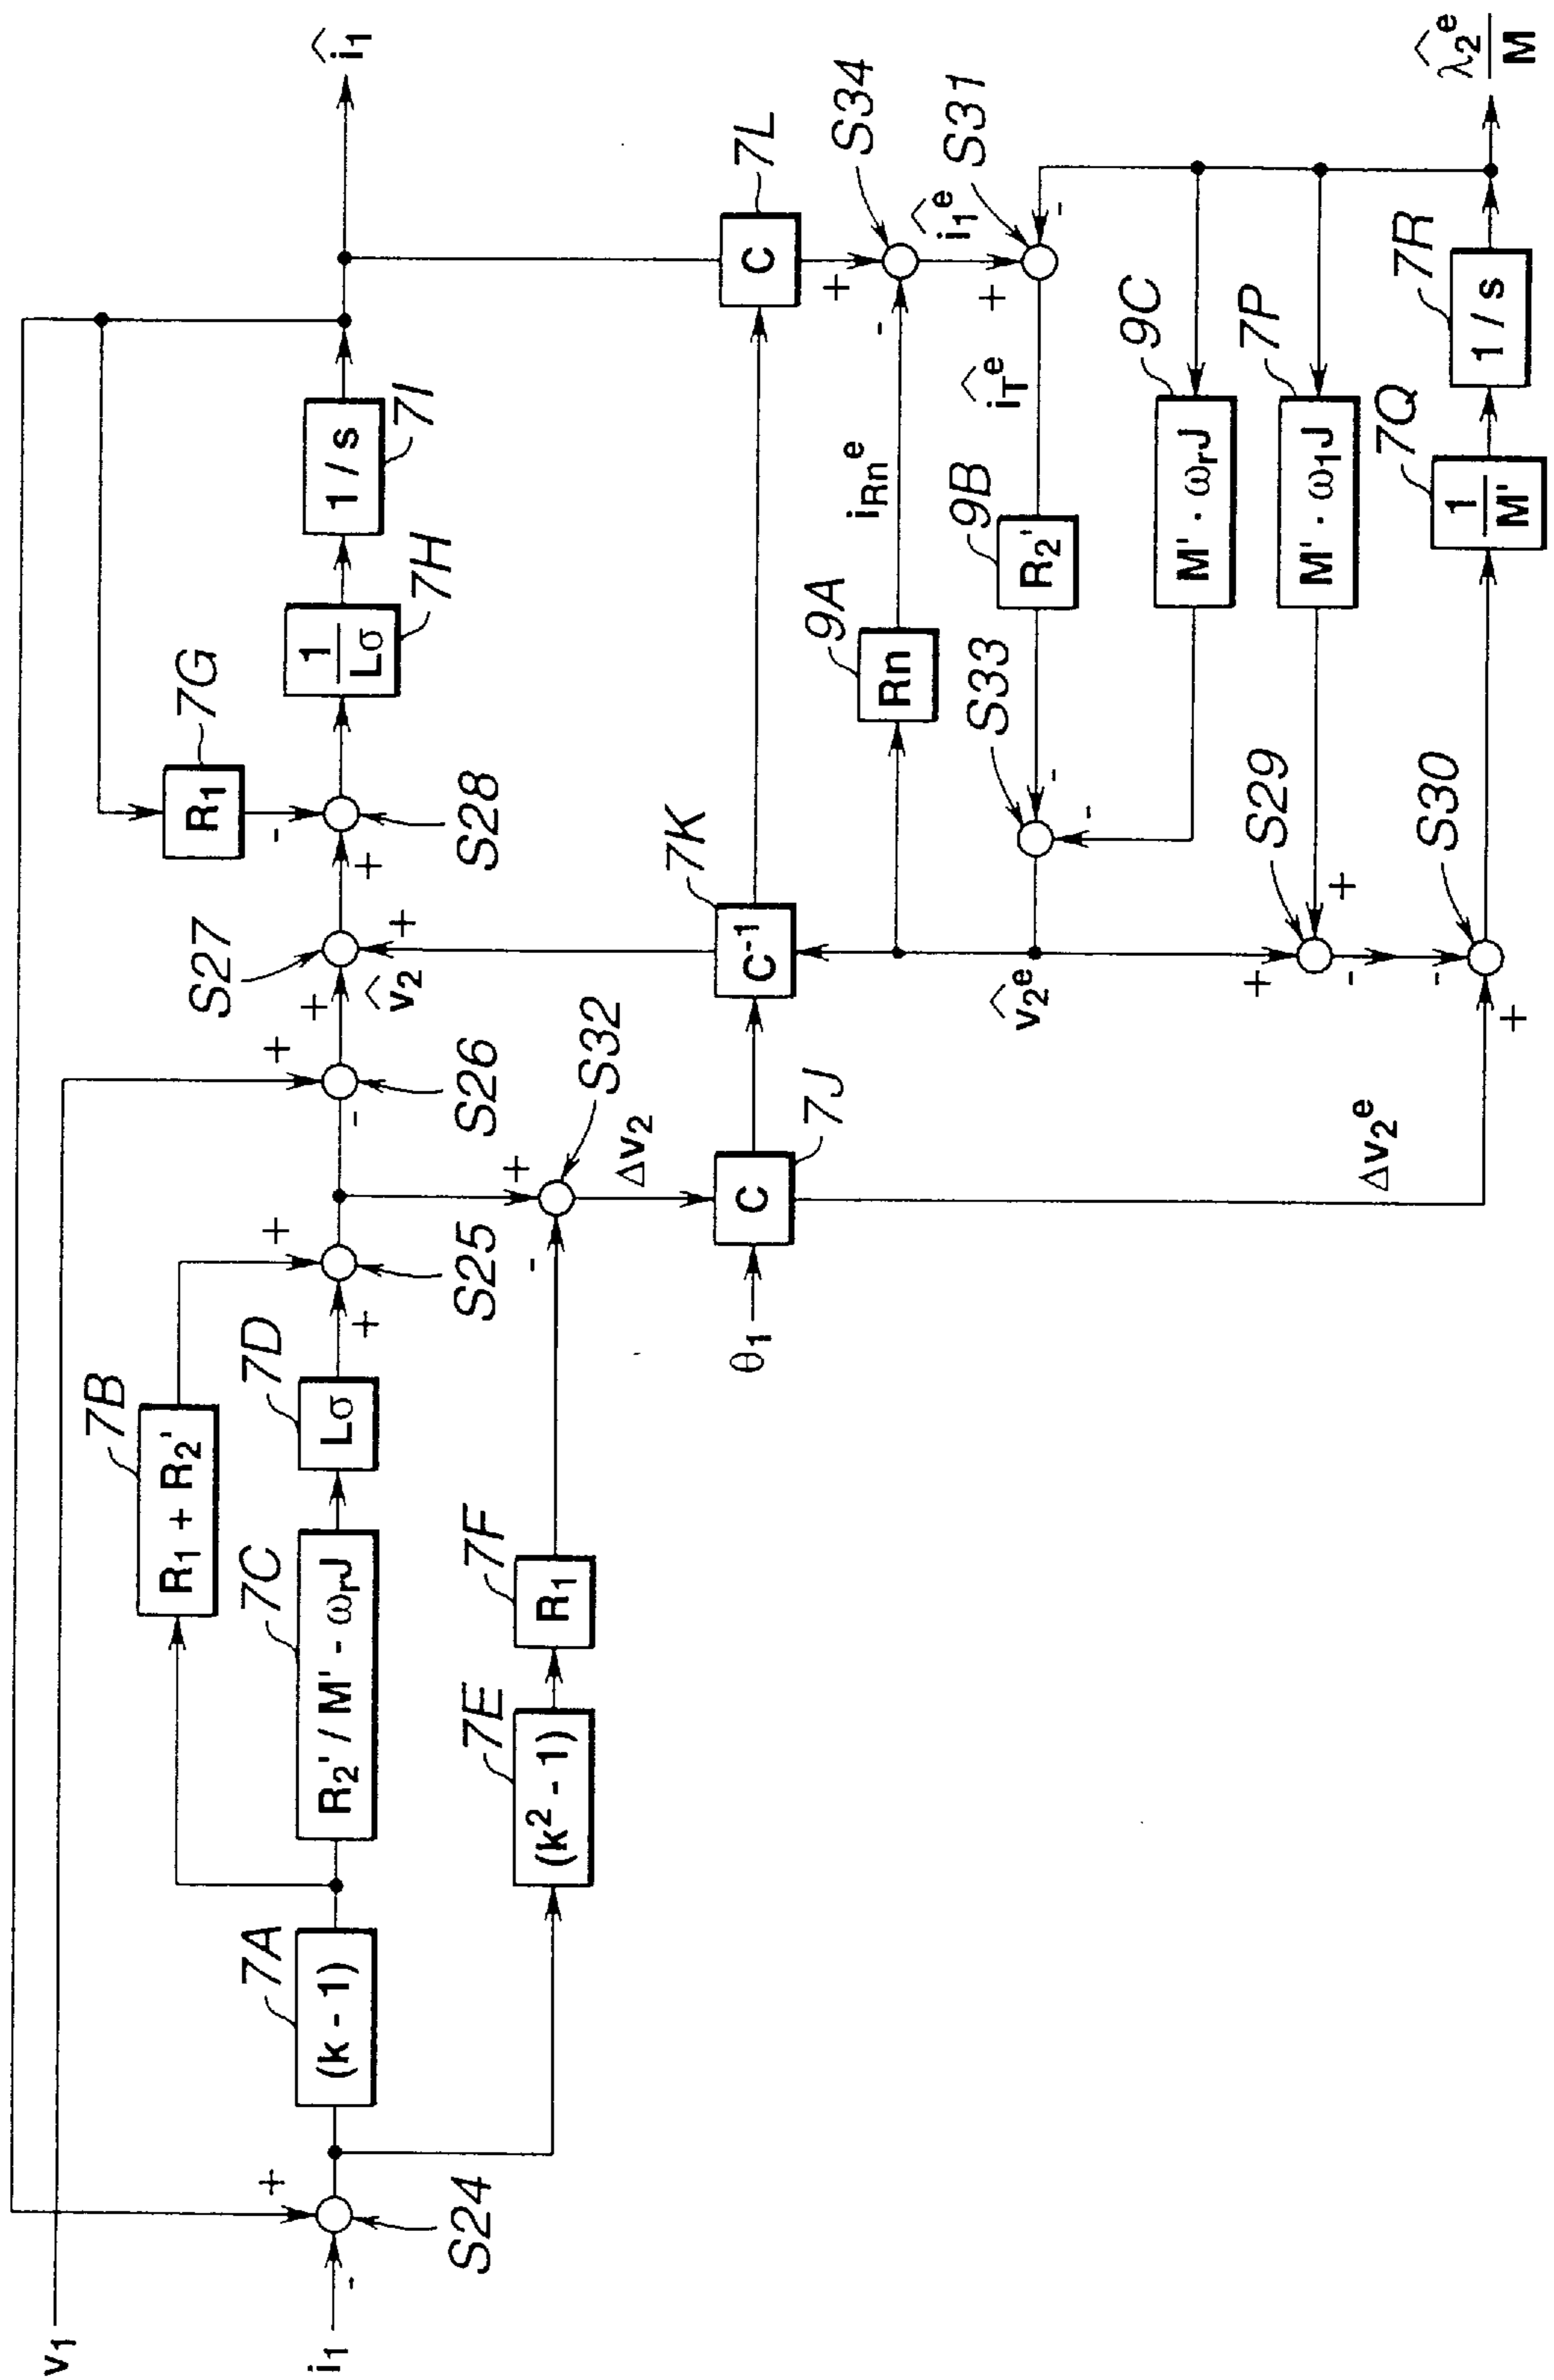 v₁
i₁
-
+
S24
7A
(k - 1)
7B
R₁ + R₂'
7C
R₂' / M' - ωᵣJ
7D
Lσ
7E
(k² - 1)
7F
R₁
+
+
S25
-
+
S26
+
-
S32
Δv₂
θ₁
C
7J
Δv₂ᵉ
+
v̂₂
+
S27
+
-
S28
7G
R₁
7H
1/Lσ
7I
1 / s
î₁
7K
C⁻¹
v̂₂ᵉ
7L
C
+
-
S34
î₁ᵉ
9A
Rn
i_Rnᵉ
+
-
S31
î_Tᵉ
9B
R₂'
S33
-
-
9C
M' · ωᵣJ
7P
M' · ω₁J
+
+
S29
-
-
+
S30
7Q
1/M'
7R
1 / s
λ̂₂ᵉ/M